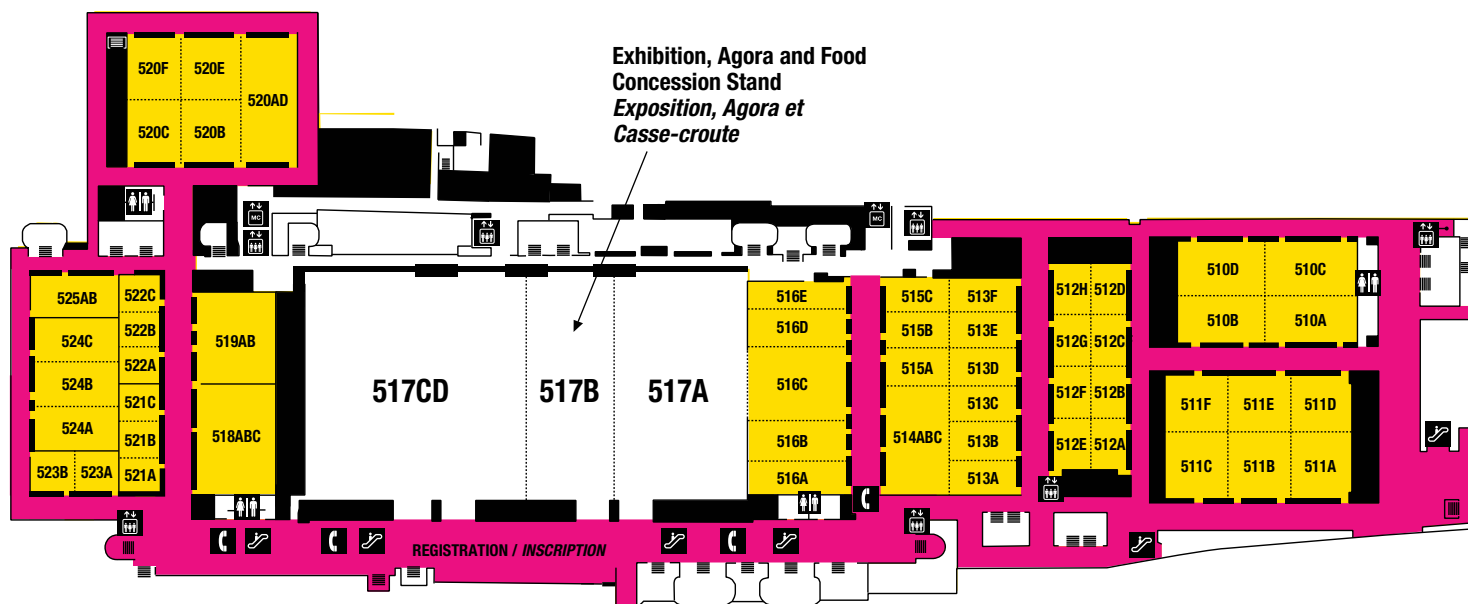 Exhibition, Agora and Food
Concession Stand
Exposition, Agora et
Casse-croute
520F
520E
520AD
520C
520B
MC
MC
525AB
522C
524C
522B
522A
524B
521C
524A
521B
523B
523A
521A
519AB
518ABC
517CD
517B
517A
516E
516D
516C
516B
516A
515C
513F
515B
513E
515A
513D
513C
514ABC
513B
513A
512H
512D
512G
512C
512F
512B
512E
512A
510D
510C
510B
510A
511F
511E
511D
511C
511B
511A
REGISTRATION / INSCRIPTION